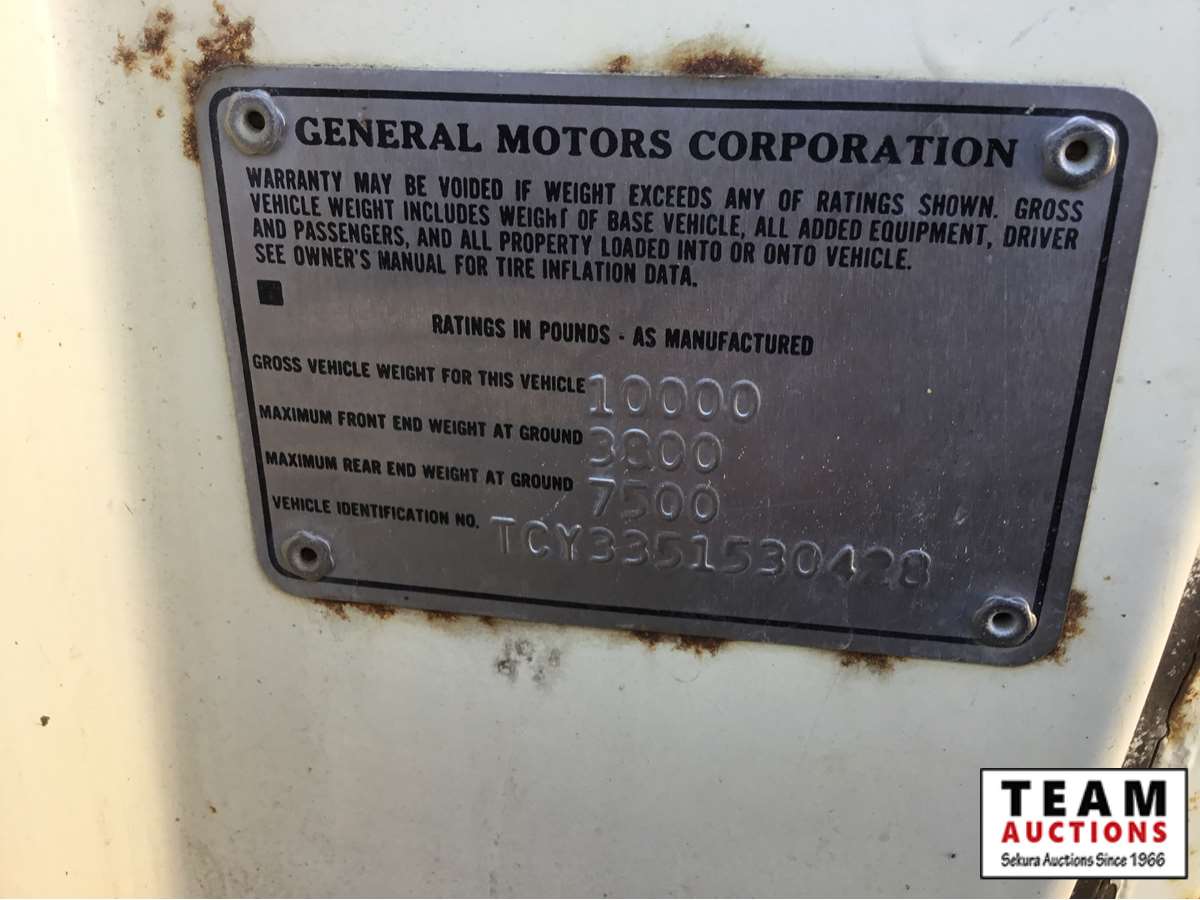 GENERAL MOTORS CORPORATION
WARRANTY MAY BE VOIDED IF WEIGHT EXCEEDS ANY OF RATINGS SHOWN. GROSS
VEHICLE WEIGHT INCLUDES WEIGHT OF BASE VEHICLE, ALL ADDED EQUIPMENT, DRIVER
AND PASSENGERS, AND ALL PROPERTY LOADED INTO OR ONTO VEHICLE.
SEE OWNER'S MANUAL FOR TIRE INFLATION DATA.
RATINGS IN POUNDS - AS MANUFACTURED
GROSS VEHICLE WEIGHT FOR THIS VEHICLE 10000
MAXIMUM FRONT END WEIGHT AT GROUND 3800
MAXIMUM REAR END WEIGHT AT GROUND 7500
VEHICLE IDENTIFICATION NO. TCY3351530428
TEAM
AUCTIONS
Sekura Auctions Since 1966